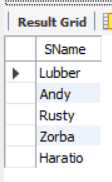 Result Grid
SName
Lubber
Andy
Rusty
Zorba
Haratio